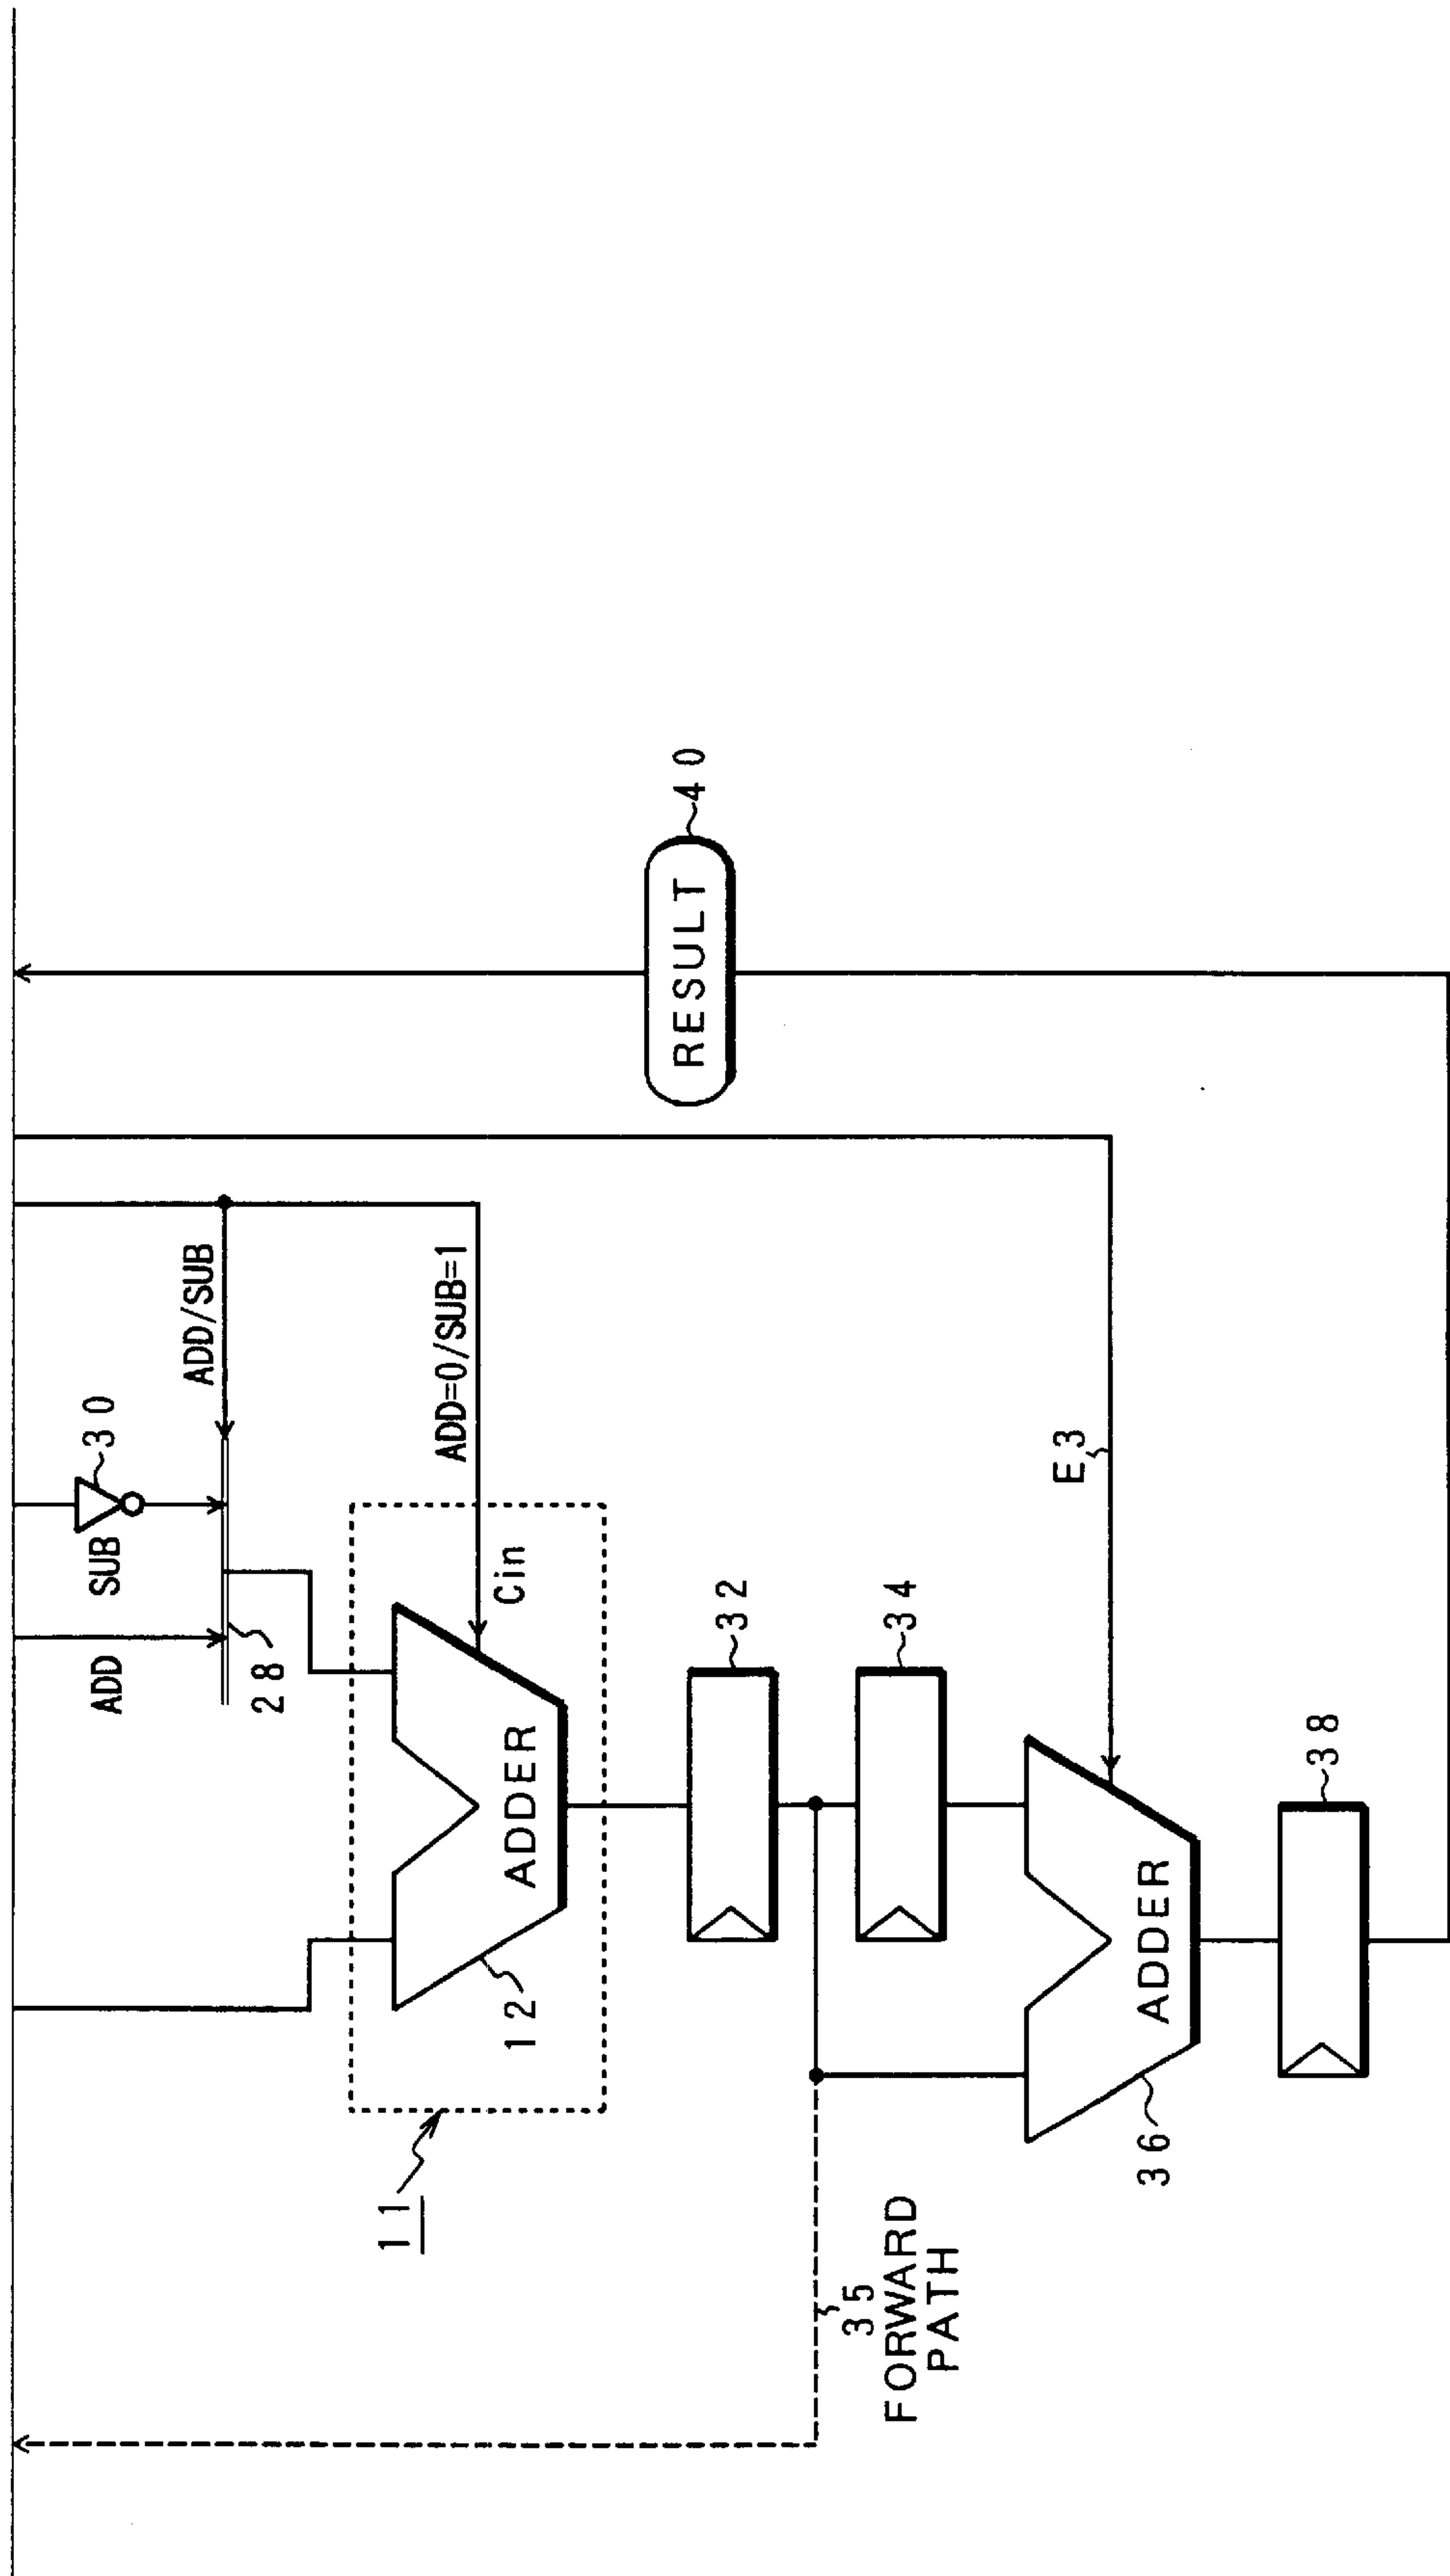 ADD
SUB
30
ADD/SUB
28
ADD=0/SUB=1
Cin
11
12
ADDER
32
34
35
FORWARD
PATH
E3
36
ADDER
38
RESULT
40